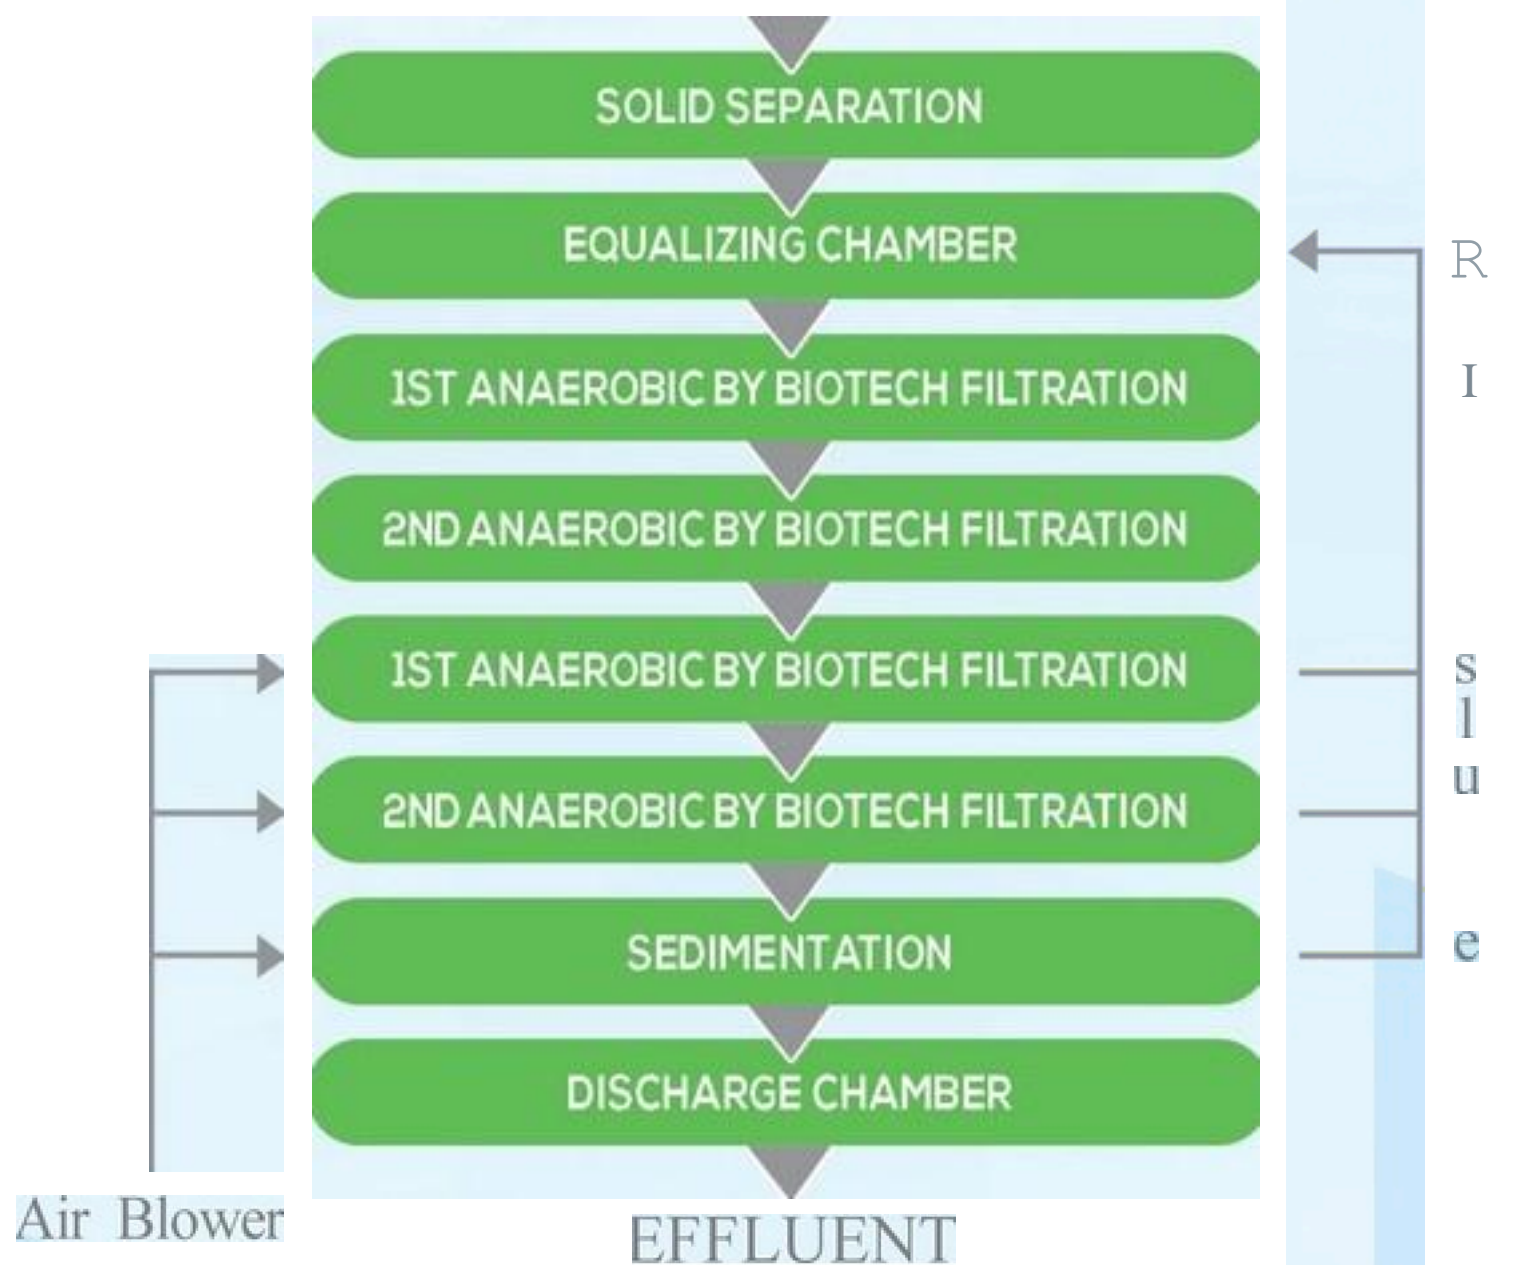 SOLID SEPARATION
EQUALIZING CHAMBER
1ST ANAEROBIC BY BIOTECH FILTRATION
2ND ANAEROBIC BY BIOTECH FILTRATION
1ST ANAEROBIC BY BIOTECH FILTRATION
2ND ANAEROBIC BY BIOTECH FILTRATION
SEDIMENTATION
DISCHARGE CHAMBER
EFFLUENT
Air Blower
R
I
s
l
u
e